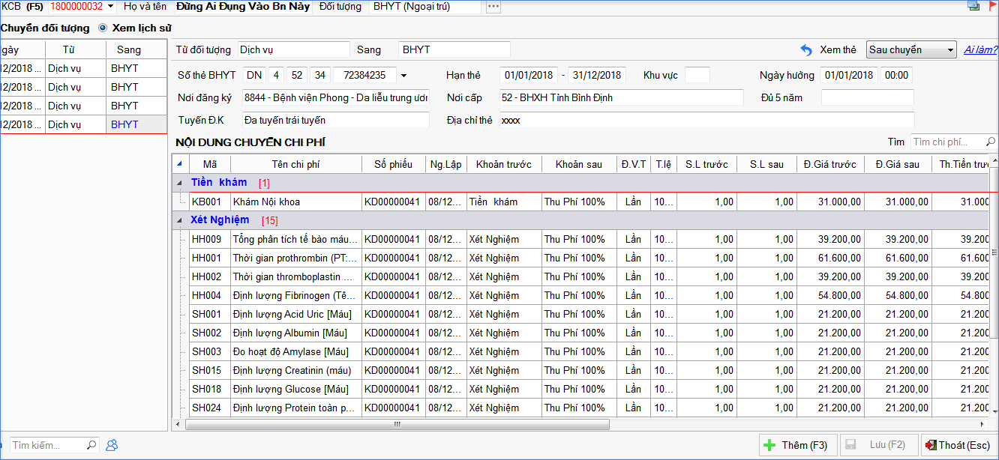 KCB (F5) 1800000032 Họ và tên Đừng Ai Đụng Vào Bn Này Đối tượng BHYT (Ngoại trú) ...
Chuyển đối tượng Xem lịch sử
gày Từ Sang
12/2018 ... Dịch vụ BHYT
12/2018 ... Dịch vụ BHYT
12/2018 ... Dịch vụ BHYT
12/2018 ... Dịch vụ BHYT
Từ đối tượng Dịch vụ Sang BHYT Xem thẻ Sau chuyển Ai làm?
Số thẻ BHYT DN 4 52 34 72384235 Hạn thẻ 01/01/2018 - 31/12/2018 Khu vực Ngày hưởng 01/01/2018 00:00
Nơi đăng ký 8844 - Bệnh viện Phong - Da liễu trung ươn Nơi cấp 52 - BHXH Tỉnh Bình Định Đủ 5 năm
Tuyến Đ.K Đa tuyến trái tuyến Địa chỉ thẻ xxxx
NỘI DUNG CHUYỂN CHI PHÍ Tìm Tìm chi phí...
Mã Tên chi phí Số phiếu Ng.Lập Khoản trước Khoản sau Đ.V.T T.lệ S.L trước S.L sau Đ.Giá trước Đ.Giá sau Th.Tiền trướ
Tiền khám [1]
KB001 Khám Nội khoa KD00000041 08/12... Tiền khám Thu Phí 100% Lần 10... 1,00 1,00 31.000,00 31.000,00 31.000
Xét Nghiệm [15]
HH009 Tổng phân tích tế bào máu... KD00000041 08/12... Xét Nghiệm Thu Phí 100% Lần 10... 1,00 1,00 39.200,00 39.200,00 39.200
HH001 Thời gian prothrombin (PT:... KD00000041 08/12... Xét Nghiệm Thu Phí 100% Lần 10... 1,00 1,00 61.600,00 61.600,00 61.600
HH002 Thời gian thromboplastin ... KD00000041 08/12... Xét Nghiệm Thu Phí 100% Lần 10... 1,00 1,00 39.200,00 39.200,00 39.200
HH004 Định lượng Fibrinogen (Tê... KD00000041 08/12... Xét Nghiệm Thu Phí 100% Lần 10... 1,00 1,00 54.800,00 54.800,00 54.800
SH001 Định lượng Acid Uric [Máu] KD00000041 08/12... Xét Nghiệm Thu Phí 100% Lần 10... 1,00 1,00 21.200,00 21.200,00 21.200
SH002 Định lượng Albumin [Máu] KD00000041 08/12... Xét Nghiệm Thu Phí 100% Lần 10... 1,00 1,00 21.200,00 21.200,00 21.200
SH003 Đo hoạt độ Amylase [Máu] KD00000041 08/12... Xét Nghiệm Thu Phí 100% Lần 10... 1,00 1,00 21.200,00 21.200,00 21.200
SH015 Định lượng Creatinin (máu) KD00000041 08/12... Xét Nghiệm Thu Phí 100% Lần 10... 1,00 1,00 21.200,00 21.200,00 21.200
SH018 Định lượng Glucose [Máu] KD00000041 08/12... Xét Nghiệm Thu Phí 100% Lần 10... 1,00 1,00 21.200,00 21.200,00 21.200
SH024 Định lượng Protein toàn p... KD00000041 08/12... Xét Nghiệm Thu Phí 100% Lần 10... 1,00 1,00 21.200,00 21.200,00 21.200
Tìm kiếm... Thêm (F3) Lưu (F2) Thoát (Esc)